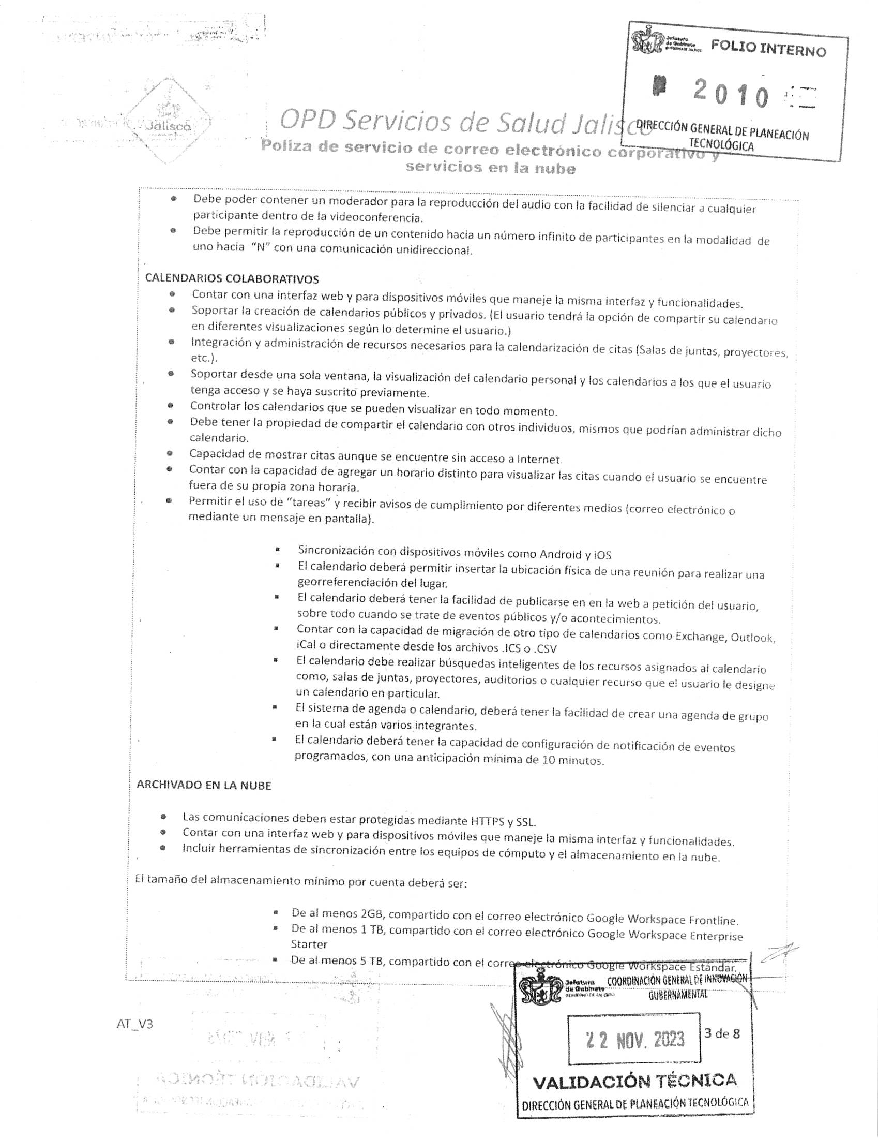 Jefatura
de Gabinete
FOLIO INTERNO
2010
DIRECCIÓN GENERAL DE PLANEACIÓN
TECNOLÓGICA
Jalisco
OPD Servicios de Salud Jalisco
Poliza de servicio de correo electrónico corporativo y
servicios en la nube
• Debe poder contener un moderador para la reproducción del audio con la facilidad de silenciar a cualquier
participante dentro de la videoconferencia.
• Debe permitir la reproducción de un contenido hacia un número infinito de participantes en la modalidad de
uno hacia "N" con una comunicación unidireccional.
CALENDARIOS COLABORATIVOS
• Contar con una interfaz web y para dispositivos móviles que maneje la misma interfaz y funcionalidades.
• Soportar la creación de calendarios públicos y privados. (El usuario tendrá la opción de compartir su calendario
en diferentes visualizaciones según lo determine el usuario.)
• Integración y administración de recursos necesarios para la calendarización de citas (Salas de juntas, proyectores,
etc.).
• Soportar desde una sola ventana, la visualización del calendario personal y los calendarios a los que el usuario
tenga acceso y se haya suscrito previamente.
• Controlar los calendarios que se pueden visualizar en todo momento.
• Debe tener la propiedad de compartir el calendario con otros individuos, mismos que podrían administrar dicho
calendario.
• Capacidad de mostrar citas aunque se encuentre sin acceso a Internet.
• Contar con la capacidad de agregar un horario distinto para visualizar las citas cuando el usuario se encuentre
fuera de su propia zona horaria.
• Permitir el uso de "tareas" y recibir avisos de cumplimiento por diferentes medios (correo electrónico o
mediante un mensaje en pantalla).
▪ Sincronización con dispositivos móviles como Android y iOS
▪ El calendario deberá permitir insertar la ubicación física de una reunión para realizar una
georreferenciación del lugar.
▪ El calendario deberá tener la facilidad de publicarse en en la web a petición del usuario,
sobre todo cuando se trate de eventos públicos y/o acontecimientos.
▪ Contar con la capacidad de migración de otro tipo de calendarios como Exchange, Outlook,
iCal o directamente desde los archivos .ICS o .CSV
▪ El calendario debe realizar búsquedas inteligentes de los recursos asignados al calendario
como, salas de juntas, proyectores, auditorios o cualquier recurso que el usuario le designe
un calendario en particular.
▪ El sistema de agenda o calendario, deberá tener la facilidad de crear una agenda de grupo
en la cual están varios integrantes.
▪ El calendario deberá tener la capacidad de configuración de notificación de eventos
programados, con una anticipación mínima de 10 minutos.
ARCHIVADO EN LA NUBE
• Las comunicaciones deben estar protegidas mediante HTTPS y SSL.
• Contar con una interfaz web y para dispositivos móviles que maneje la misma interfaz y funcionalidades.
• Incluir herramientas de sincronización entre los equipos de cómputo y el almacenamiento en la nube.
El tamaño del almacenamiento mínimo por cuenta deberá ser:
▪ De al menos 2GB, compartido con el correo electrónico Google Workspace Frontline.
▪ De al menos 1 TB, compartido con el correo electrónico Google Workspace Enterprise
Starter
▪ De al menos 5 TB, compartido con el correo electrónico Google Workspace Estándar.
Jefatura
de Gabinete
COORDINACIÓN GENERAL DE INNOVACIÓN
GUBERNAMENTAL
AT_V3
22 NOV. 2023
3 de 8
VALIDACIÓN TÉCNICA
DIRECCIÓN GENERAL DE PLANEACIÓN TECNOLÓGICA